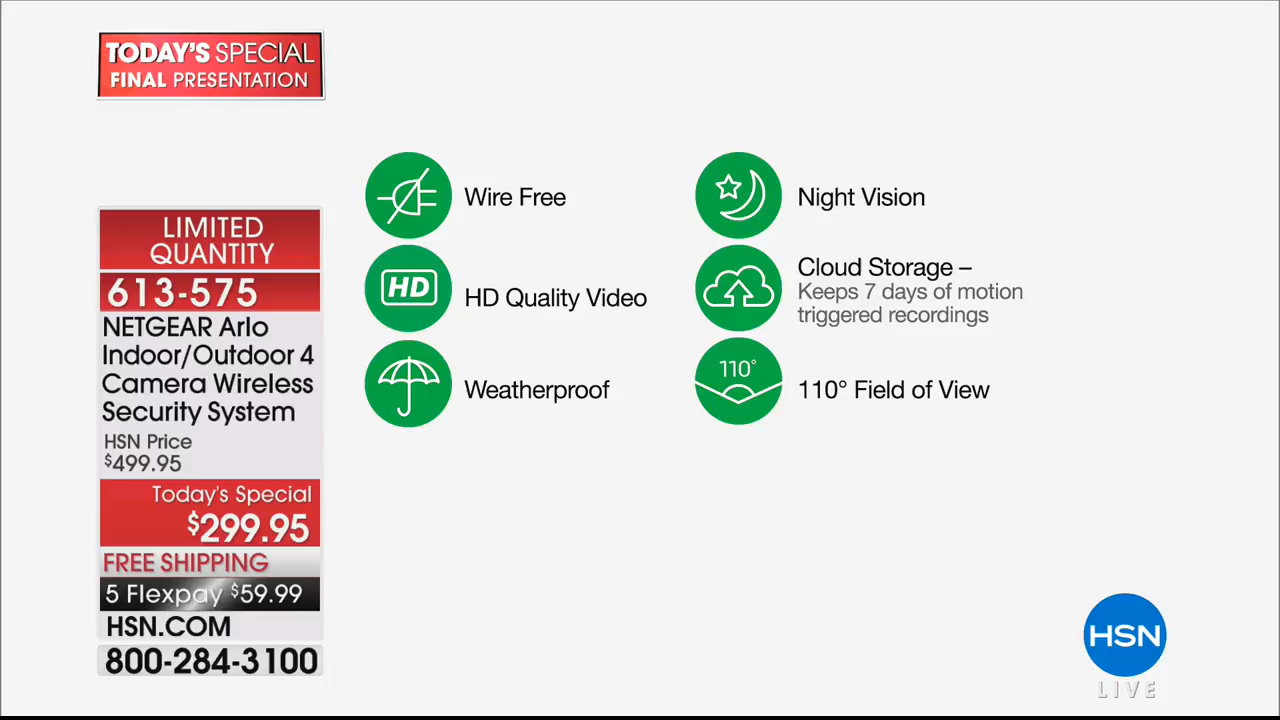 TODAY'S SPECIAL
FINAL PRESENTATION
LIMITED
QUANTITY
613-575
NETGEAR Arlo
Indoor/Outdoor 4
Camera Wireless
Security System
HSN Price
$499.95
Today's Special
$299.95
FREE SHIPPING
5 Flexpay $59.99
HSN.COM
800-284-3100
Wire Free
HD
HD Quality Video
Weatherproof
Night Vision
Cloud Storage –
Keeps 7 days of motion
triggered recordings
110°
110° Field of View
HSN
LIVE